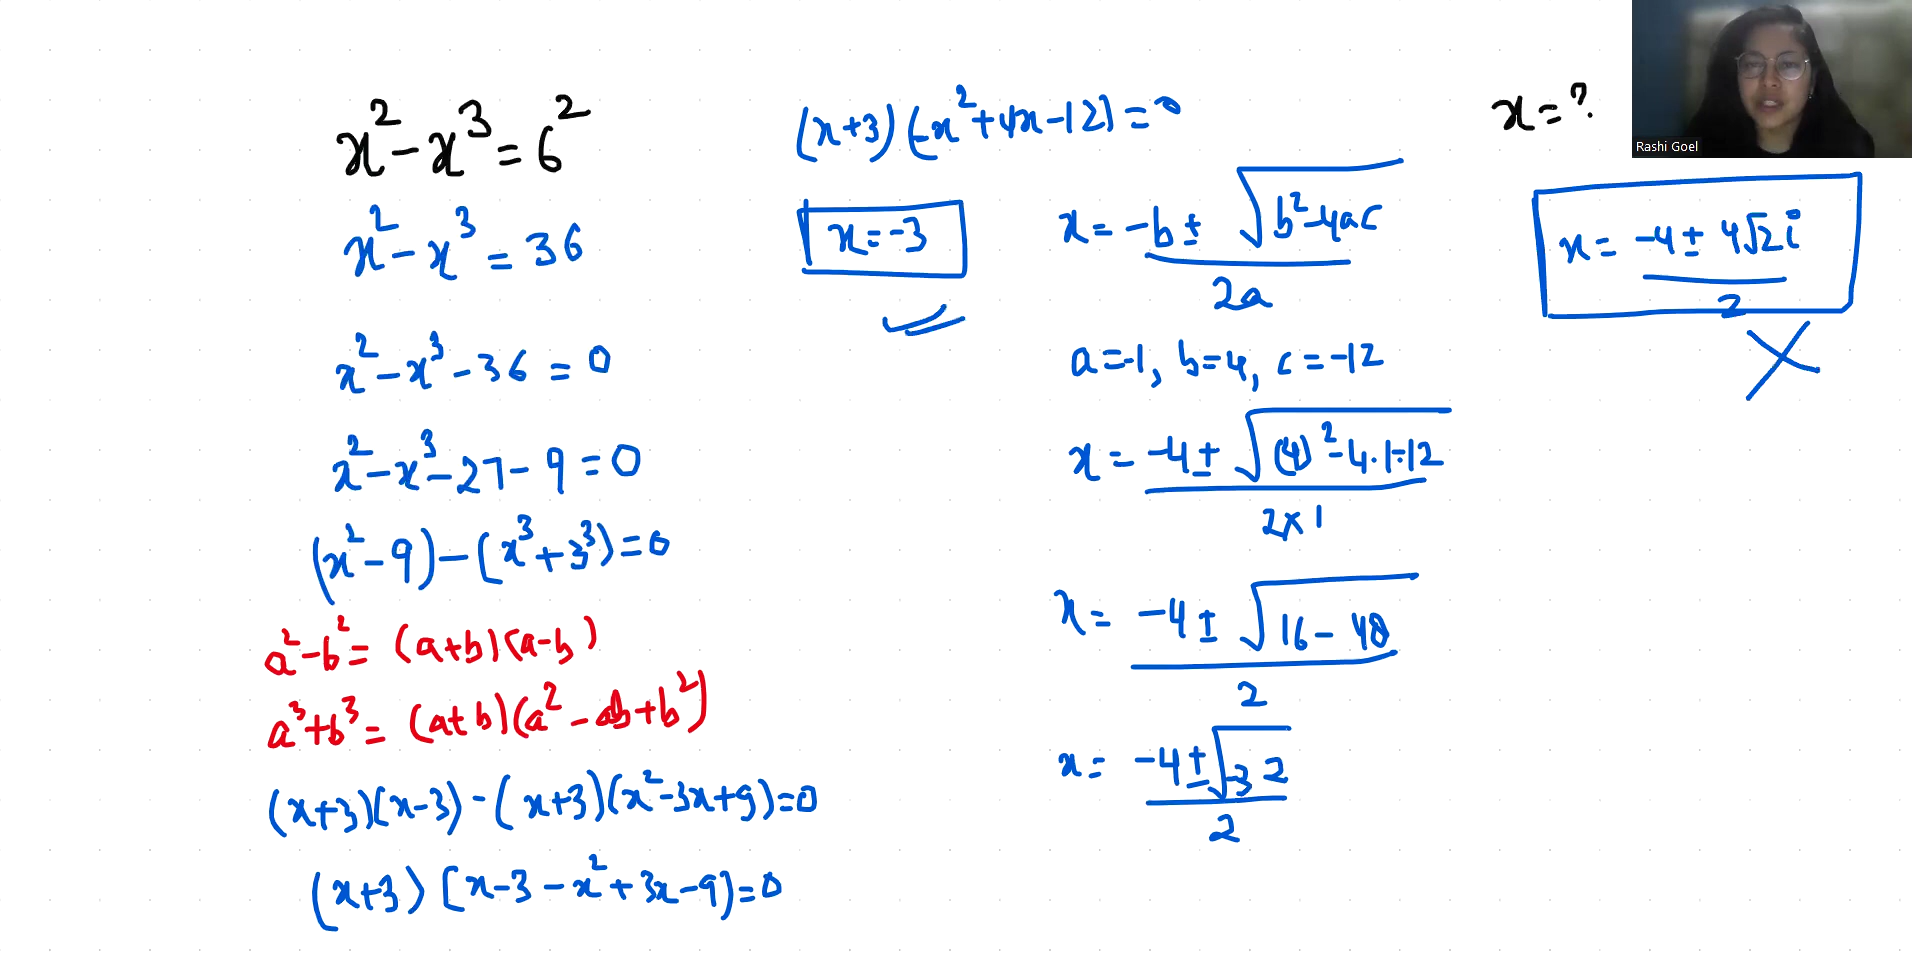 x² - x³ = 6²
x² - x³ = 36
x² - x³ - 36 = 0
x² - x³ - 27 - 9 = 0
(x² - 9) - (x³ + 3³) = 0
a² - b² = (a+b)(a-b)
a³ + b³ = (a+b)(a² - ab + b²)
(x+3)(x-3) - (x+3)(x² - 3x + 9) = 0
(x+3)[x - 3 - x² + 3x - 9] = 0
(x+3)(-x² + 4x - 12) = 0
x = -3
x = (-b ± √(b² - 4ac)) / 2a
a = -1, b = 4, c = -12
x = (-4 ± √((4)² - 4·1·-12)) / 2×1
x = (-4 ± √(16 - 48)) / 2
x = (-4 ± √-32) / 2
x = ?
x = (-4 ± 4√2 i) / 2
Rashi Goel